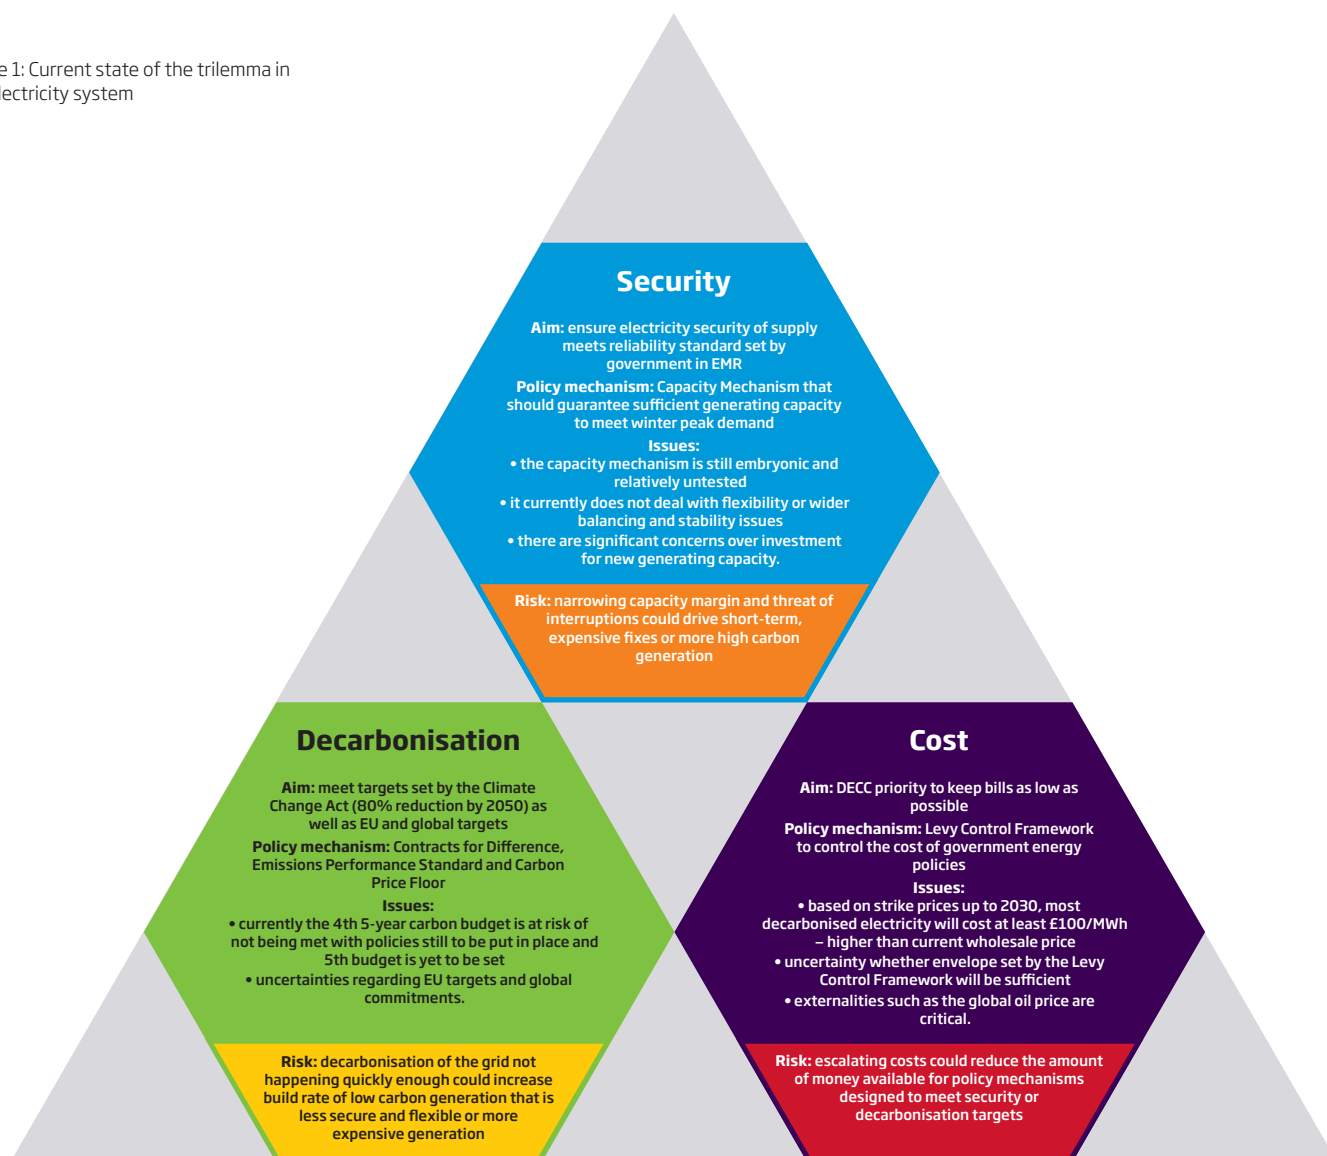 e 1: Current state of the trilemma in
lectricity system
Security
Aim: ensure electricity security of supply
meets reliability standard set by
government in EMR
Policy mechanism: Capacity Mechanism that
should guarantee sufficient generating capacity
to meet winter peak demand
Issues:
• the capacity mechanism is still embryonic and
relatively untested
• it currently does not deal with flexibility or wider
balancing and stability issues
• there are significant concerns over investment
for new generating capacity.
Risk: narrowing capacity margin and threat of
interruptions could drive short-term,
expensive fixes or more high carbon
generation
Decarbonisation
Aim: meet targets set by the Climate
Change Act (80% reduction by 2050) as
well as EU and global targets
Policy mechanism: Contracts for Difference,
Emissions Performance Standard and Carbon
Price Floor
Issues:
• currently the 4th 5-year carbon budget is at risk of
not being met with policies still to be put in place and
5th budget is yet to be set
• uncertainties regarding EU targets and global
commitments.
Risk: decarbonisation of the grid not
happening quickly enough could increase
build rate of low carbon generation that is
less secure and flexible or more
expensive generation
Cost
Aim: DECC priority to keep bills as low as
possible
Policy mechanism: Levy Control Framework
to control the cost of government energy
policies
Issues:
• based on strike prices up to 2030, most
decarbonised electricity will cost at least £100/MWh
– higher than current wholesale price
• uncertainty whether envelope set by the Levy
Control Framework will be sufficient
• externalities such as the global oil price are
critical.
Risk: escalating costs could reduce the amount
of money available for policy mechanisms
designed to meet security or
decarbonisation targets